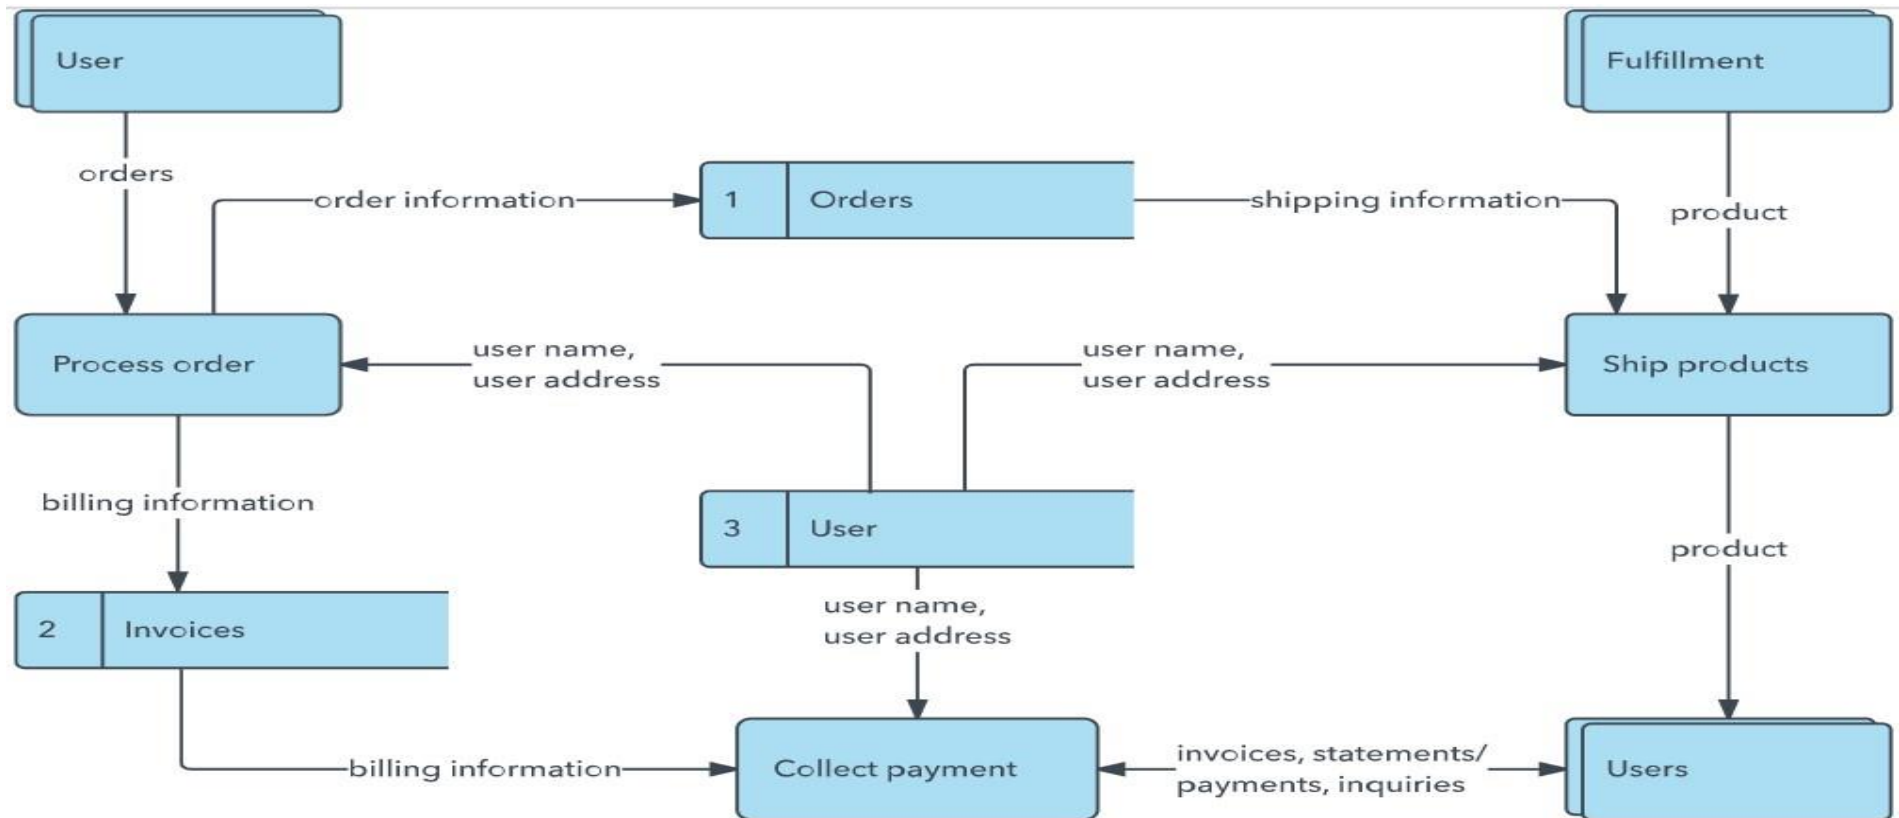 User
Fulfillment
orders
order information
1 Orders
shipping information
product
Process order
user name,
user address
user name,
user address
Ship products
billing information
3 User
product
2 Invoices
user name,
user address
billing information
Collect payment
invoices, statements/
payments, inquiries
Users